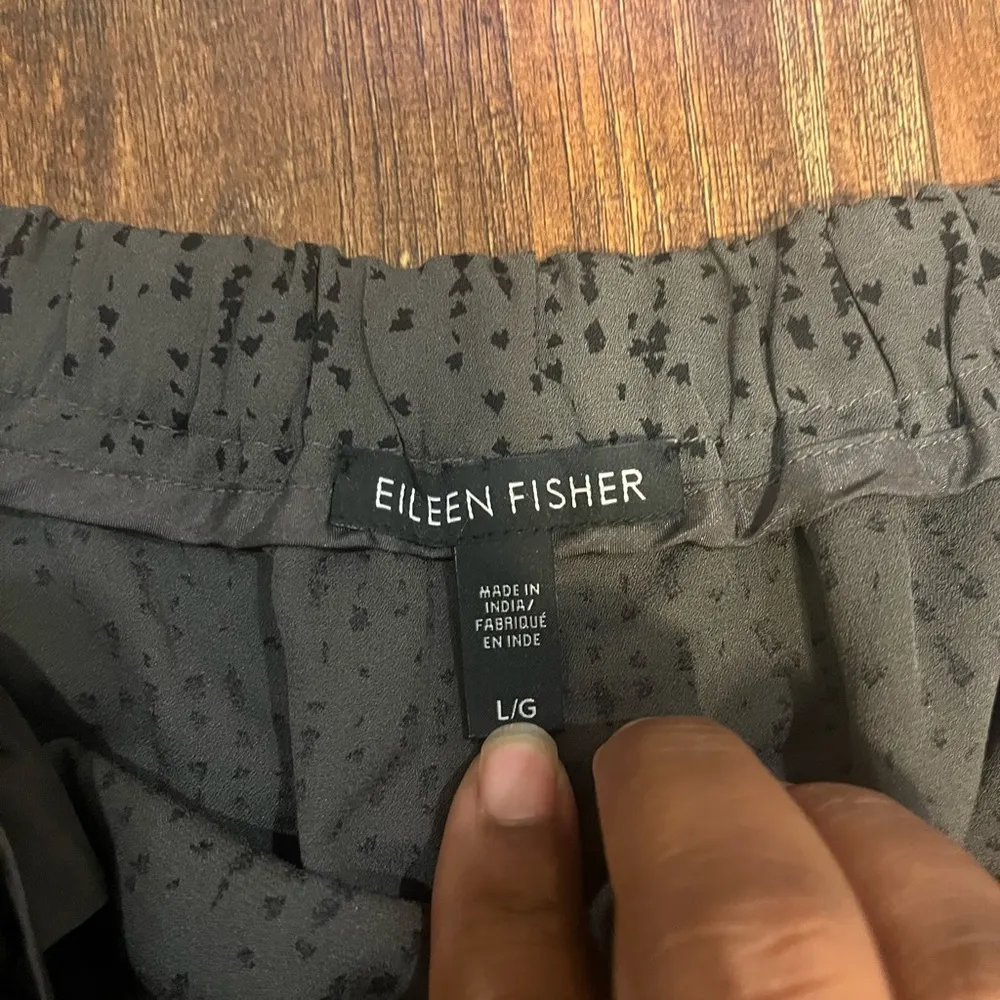 EILEEN FISHER
MADE IN
INDIA/
FABRIQUÉ
EN INDE
L/G